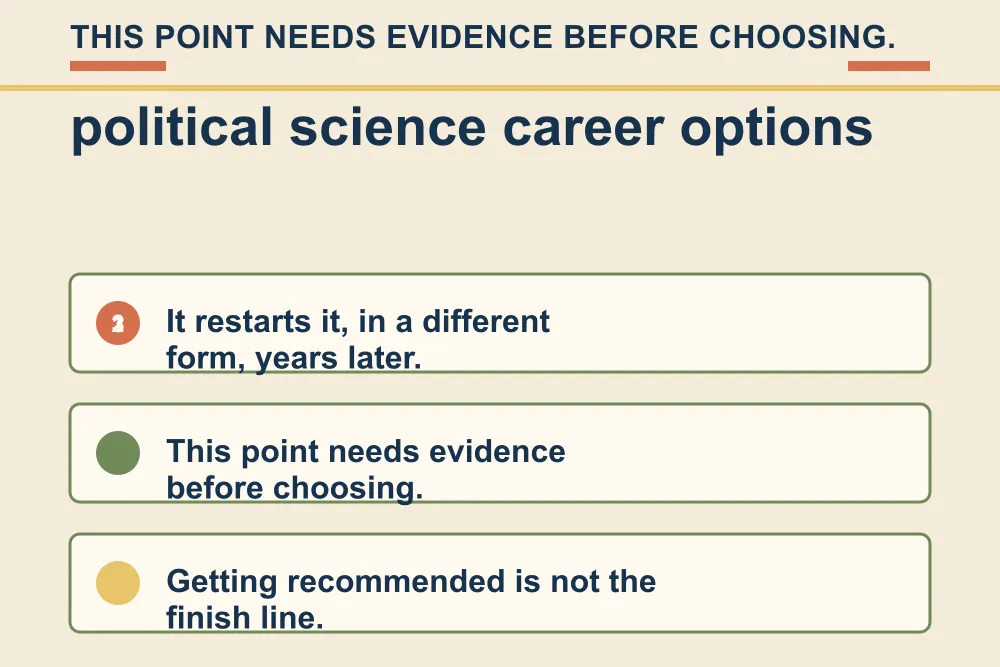 THIS POINT NEEDS EVIDENCE BEFORE CHOOSING.
political science career options
It restarts it, in a different
form, years later.
This point needs evidence
before choosing.
Getting recommended is not the
finish line.